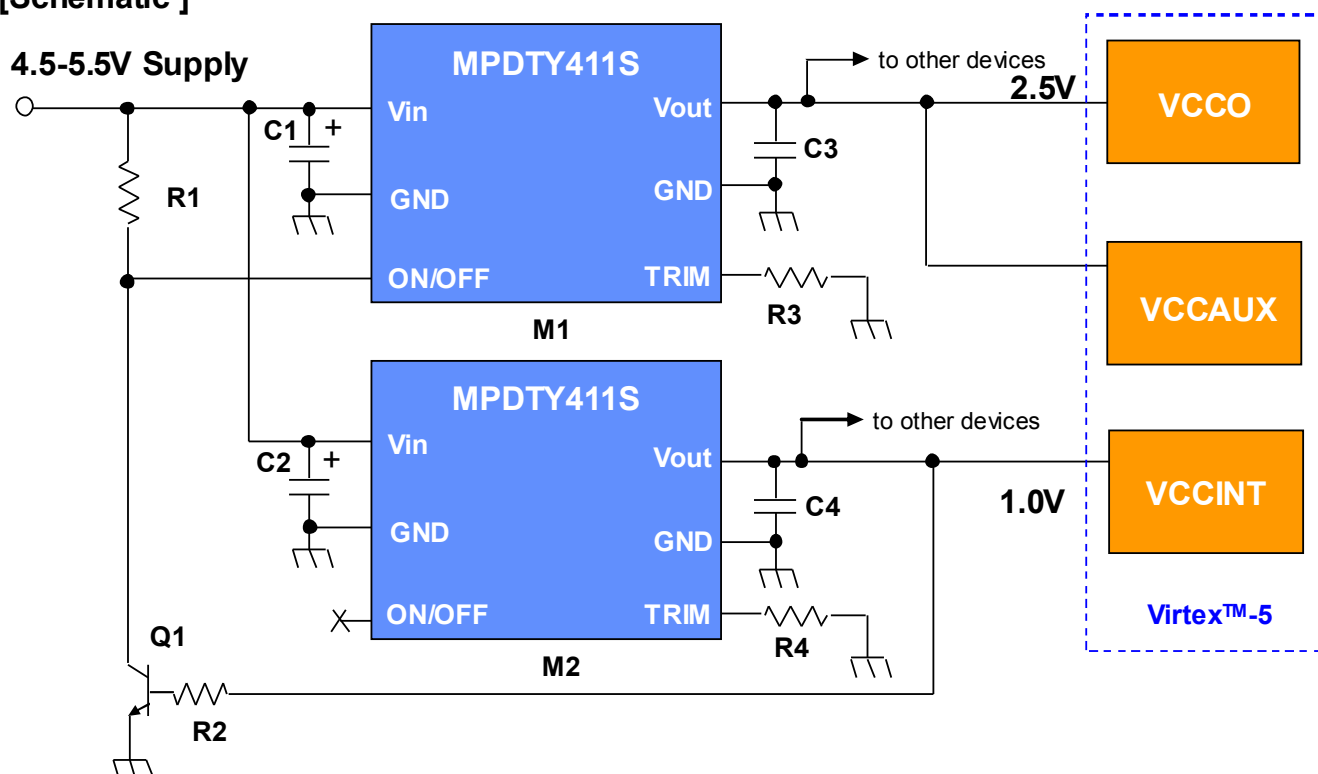 [Schematic ]
4.5-5.5V Supply
MPDTY411S
to other devices
2.5V
Vin
Vout
VCCO
C1
+
C3
R1
GND
GND
ON/OFF
TRIM
R3
VCCAUX
M1
MPDTY411S
to other devices
Vin
Vout
C2
+
1.0V
VCCINT
C4
GND
GND
ON/OFF
TRIM
Virtex™-5
Q1
R4
M2
R2